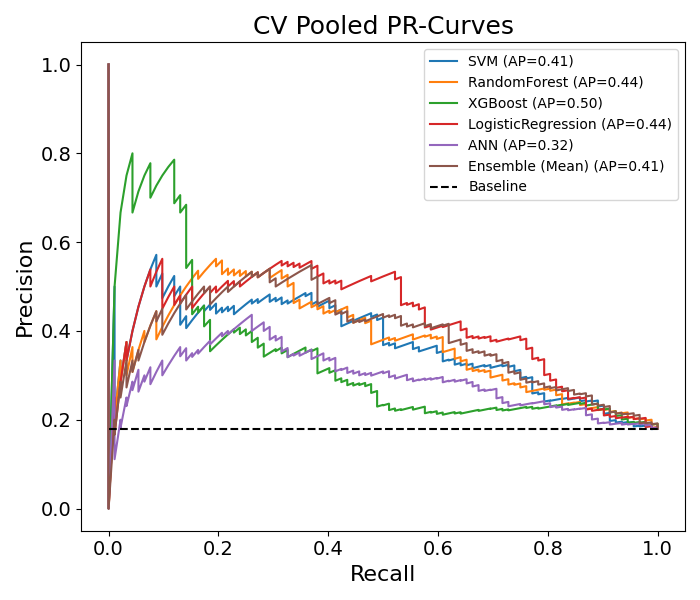 CV Pooled PR-Curves
SVM (AP=0.41)
RandomForest (AP=0.44)
XGBoost (AP=0.50)
LogisticRegression (AP=0.44)
ANN (AP=0.32)
Ensemble (Mean) (AP=0.41)
Baseline
Precision
1.0
0.8
0.6
0.4
0.2
0.0
0.0 0.2 0.4 0.6 0.8 1.0
Recall